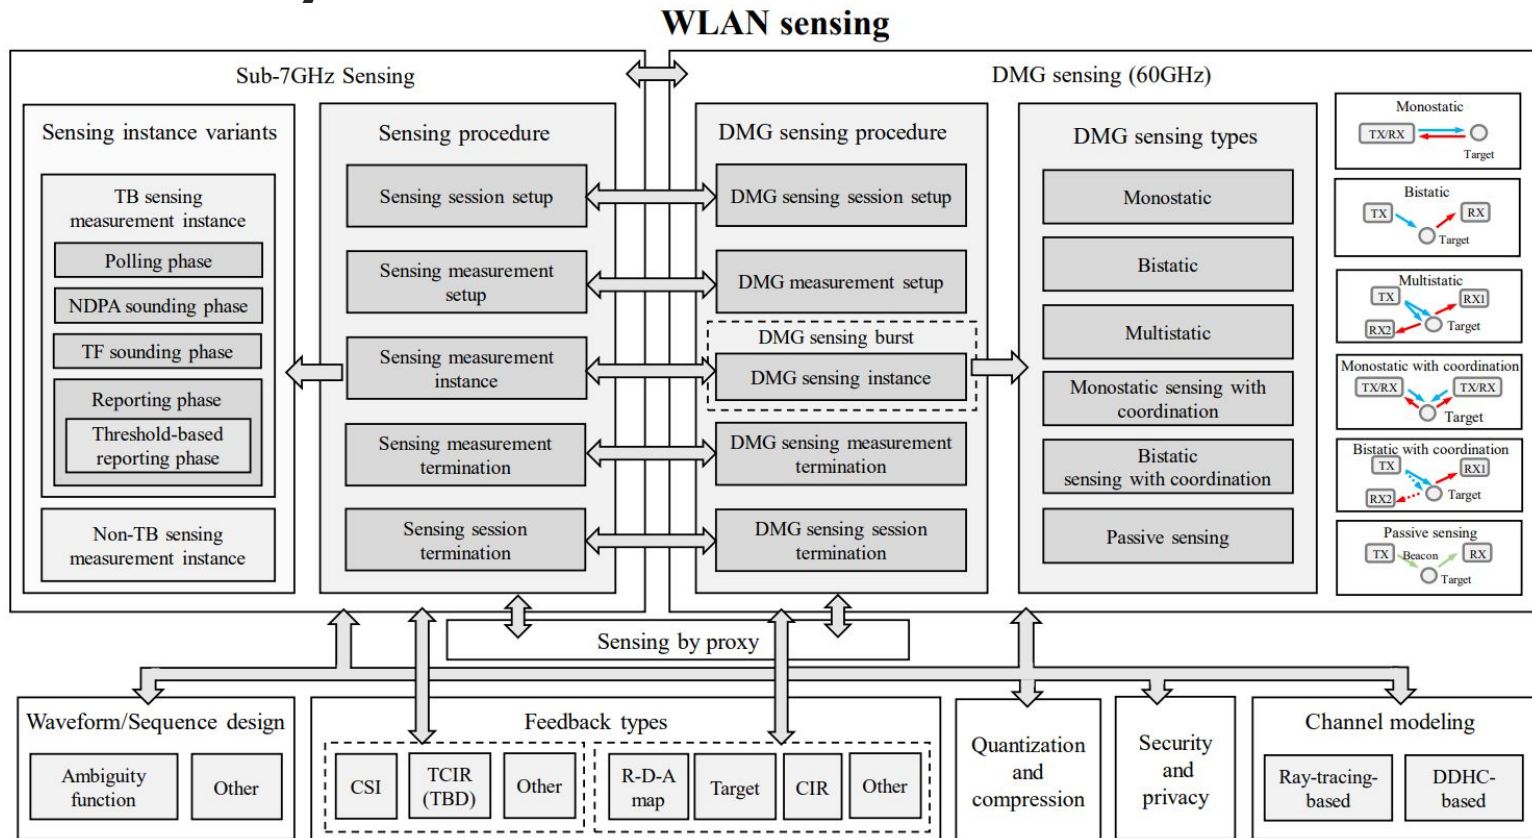 WLAN sensing
Sub-7GHz Sensing
Sensing instance variants
TB sensing
measurement instance
Polling phase
NDPA sounding phase
TF sounding phase
Reporting phase
Threshold-based
reporting phase
Non-TB sensing
measurement instance
Sensing procedure
Sensing session setup
Sensing measurement
setup
Sensing measurement
instance
Sensing measurement
termination
Sensing session
termination
DMG sensing (60GHz)
DMG sensing procedure
DMG sensing session setup
DMG measurement setup
DMG sensing burst
DMG sensing instance
DMG sensing measurement
termination
DMG sensing session
termination
DMG sensing types
Monostatic
Bistatic
Multistatic
Monostatic sensing with
coordination
Bistatic
sensing with coordination
Passive sensing
Monostatic
TX/RX
Target
Bistatic
TX
RX
Target
Multistatic
TX
RX1
RX2
Target
Monostatic with coordination
TX/RX
TX/RX
Target
Bistatic with coordination
TX
RX1
RX2
Target
Passive sensing
TX
Beacon
RX
Target
Sensing by proxy
Waveform/Sequence design
Ambiguity
function
Other
Feedback types
CSI
TCIR
(TBD)
Other
R-D-A
map
Target
CIR
Other
Quantization
and
compression
Security
and
privacy
Channel modeling
Ray-tracing-
based
DDHC-
based